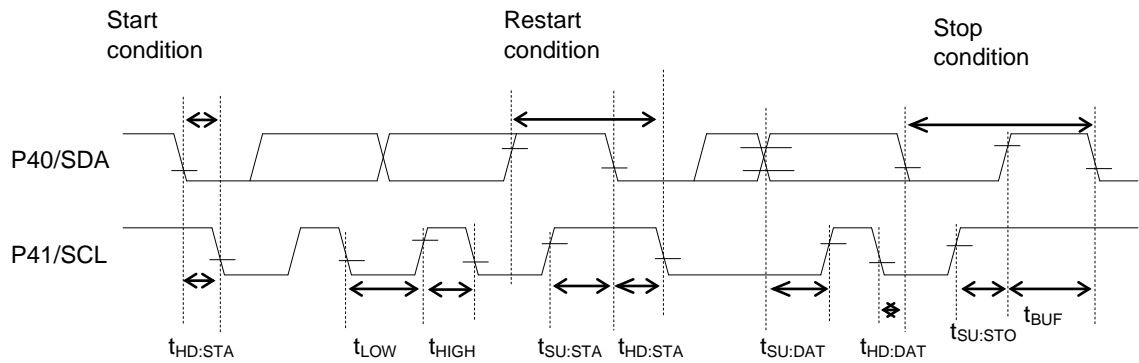 Start
condition
Restart
condition
Stop
condition
P40/SDA
P41/SCL
tHD:STA
tLOW
tHIGH
tSU:STA
tHD:STA
tSU:DAT
tHD:DAT
tSU:STO
tBUF